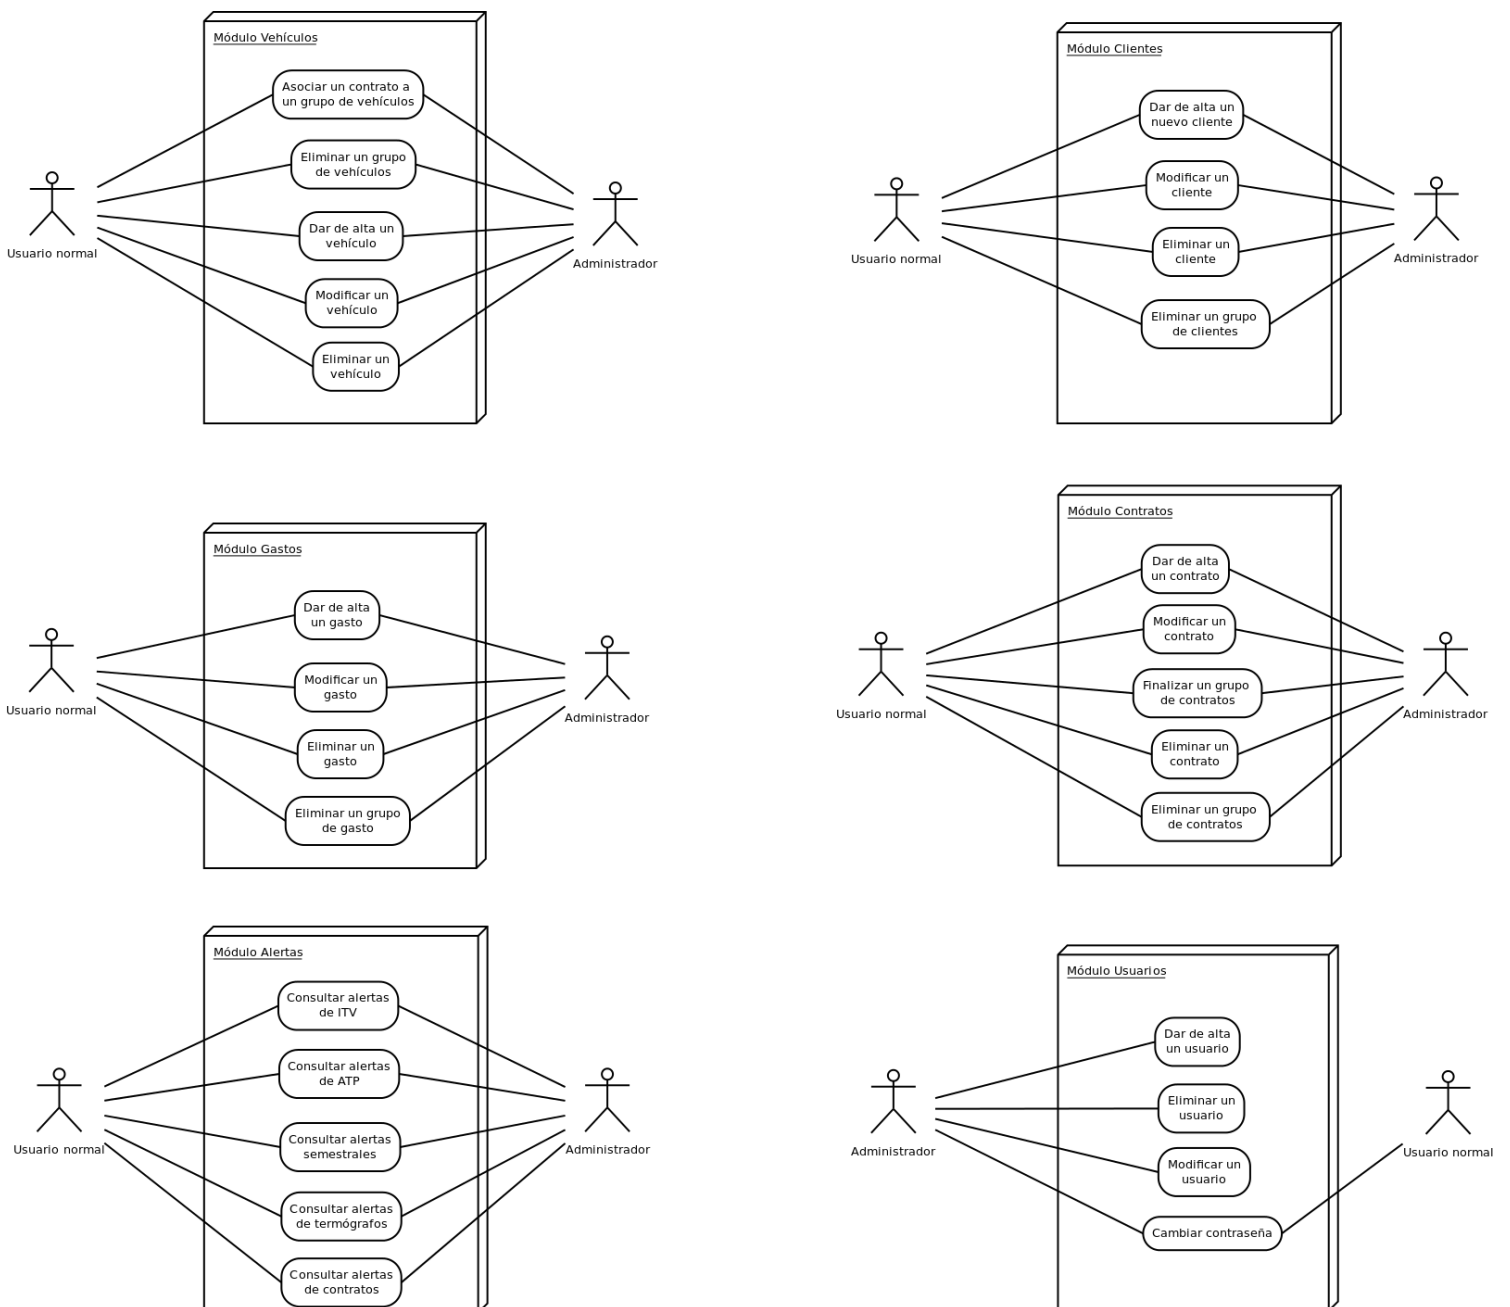 Módulo Vehículos
Asociar un contrato a
un grupo de vehículos
Eliminar un grupo
de vehículos
Dar de alta un
vehículo
Modificar un
vehículo
Eliminar un
vehículo
Usuario normal
Administrador
Módulo Clientes
Dar de alta un
nuevo cliente
Modificar un
cliente
Eliminar un
cliente
Eliminar un grupo
de clientes
Usuario normal
Administrador
Módulo Gastos
Dar de alta
un gasto
Modificar un
gasto
Eliminar un
gasto
Eliminar un grupo
de gasto
Usuario normal
Administrador
Módulo Contratos
Dar de alta
un contrato
Modificar un
contrato
Finalizar un grupo
de contratos
Eliminar un
contrato
Eliminar un grupo
de contratos
Usuario normal
Administrador
Módulo Alertas
Consultar alertas
de ITV
Consultar alertas
de ATP
Consultar alertas
semestrales
Consultar alertas
de termógrafos
Consultar alertas
de contratos
Usuario normal
Administrador
Módulo Usuarios
Dar de alta
un usuario
Eliminar un
usuario
Modificar un
usuario
Cambiar contraseña
Administrador
Usuario normal